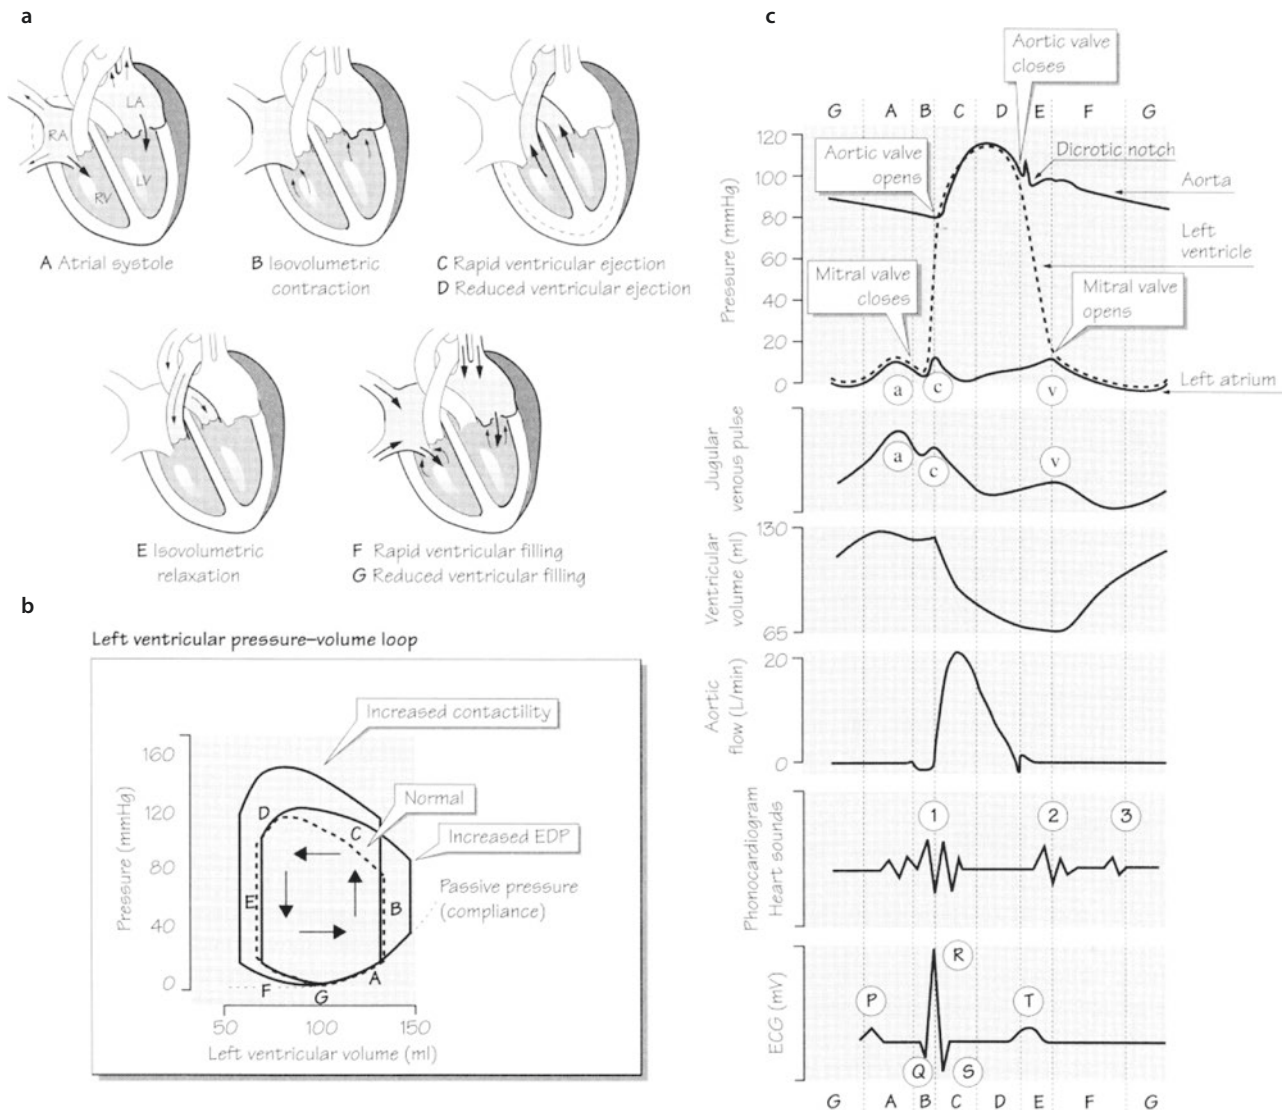 a
LA
RA
LV
RV
A Atrial systole
B Isovolumetric
contraction
C Rapid ventricular ejection
D Reduced ventricular ejection
E Isovolumetric
relaxation
F Rapid ventricular filling
G Reduced ventricular filling
b
Left ventricular pressure–volume loop
Increased contactility
Normal
Increased EDP
Passive pressure
(compliance)
Pressure (mmHg)
160
120
80
40
0
D
C
E
B
A
F
G
50 100 150
Left ventricular volume (ml)
c
Aortic valve
closes
G A B C D E F G
Pressure (mmHg)
120
100
80
60
40
20
0
Aortic valve
opens
Dicrotic notch
Aorta
Left
ventricle
Mitral valve
closes
Mitral valve
opens
Left atrium
a c v
Jugular
venous pulse
a c v
Ventricular
volume (ml)
130
65
Aortic
flow (L/min)
20
0
Phonocardiogram
Heart sounds
1 2 3
ECG (mV)
P
R
T
Q S
G A B C D E F G